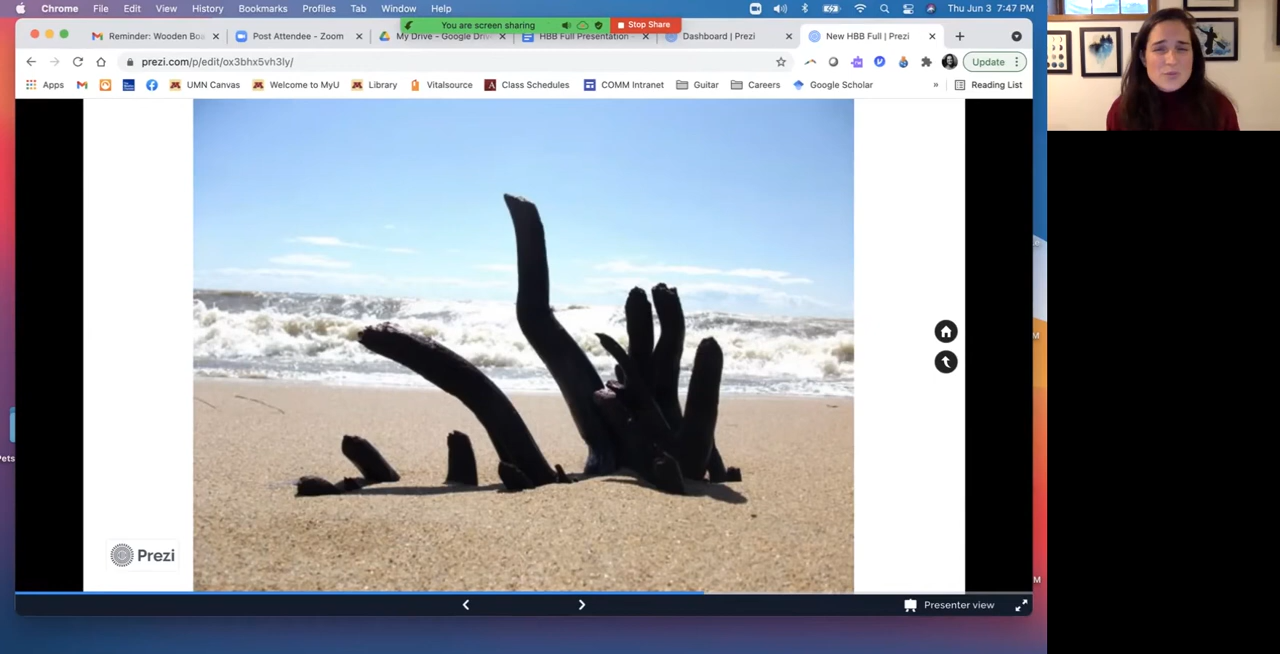 Chrome File Edit View History Bookmarks Profiles Tab Window Help Thu Jun 3 7:47 PM
You are screen sharing Stop Share
Reminder: Wooden Boa
Post Attendee - Zoom
My Drive - Google Driv
HBB Full Presentation -
Dashboard | Prezi
New HBB Full | Prezi
prezi.com/p/edit/ox3bhx5vh3ly/
Update
Apps UMN Canvas Welcome to MyU Library Vitalsource Class Schedules COMM Intranet Guitar Careers Google Scholar » Reading List
Pets
Prezi
Presenter view